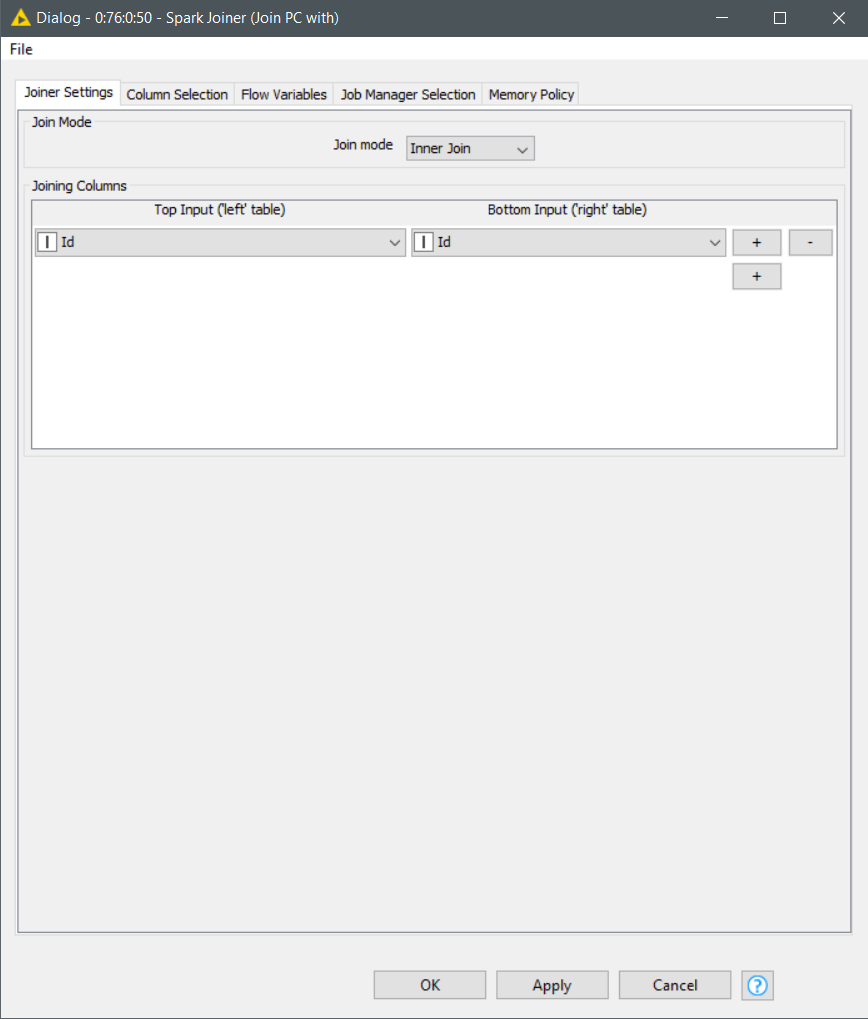 Dialog - 0:76:0:50 - Spark Joiner (Join PC with)
File
Joiner Settings Column Selection Flow Variables Job Manager Selection Memory Policy
Join Mode
Join mode Inner Join
Joining Columns
Top Input ('left' table) Bottom Input ('right' table)
I Id I Id + -
+
OK Apply Cancel ?